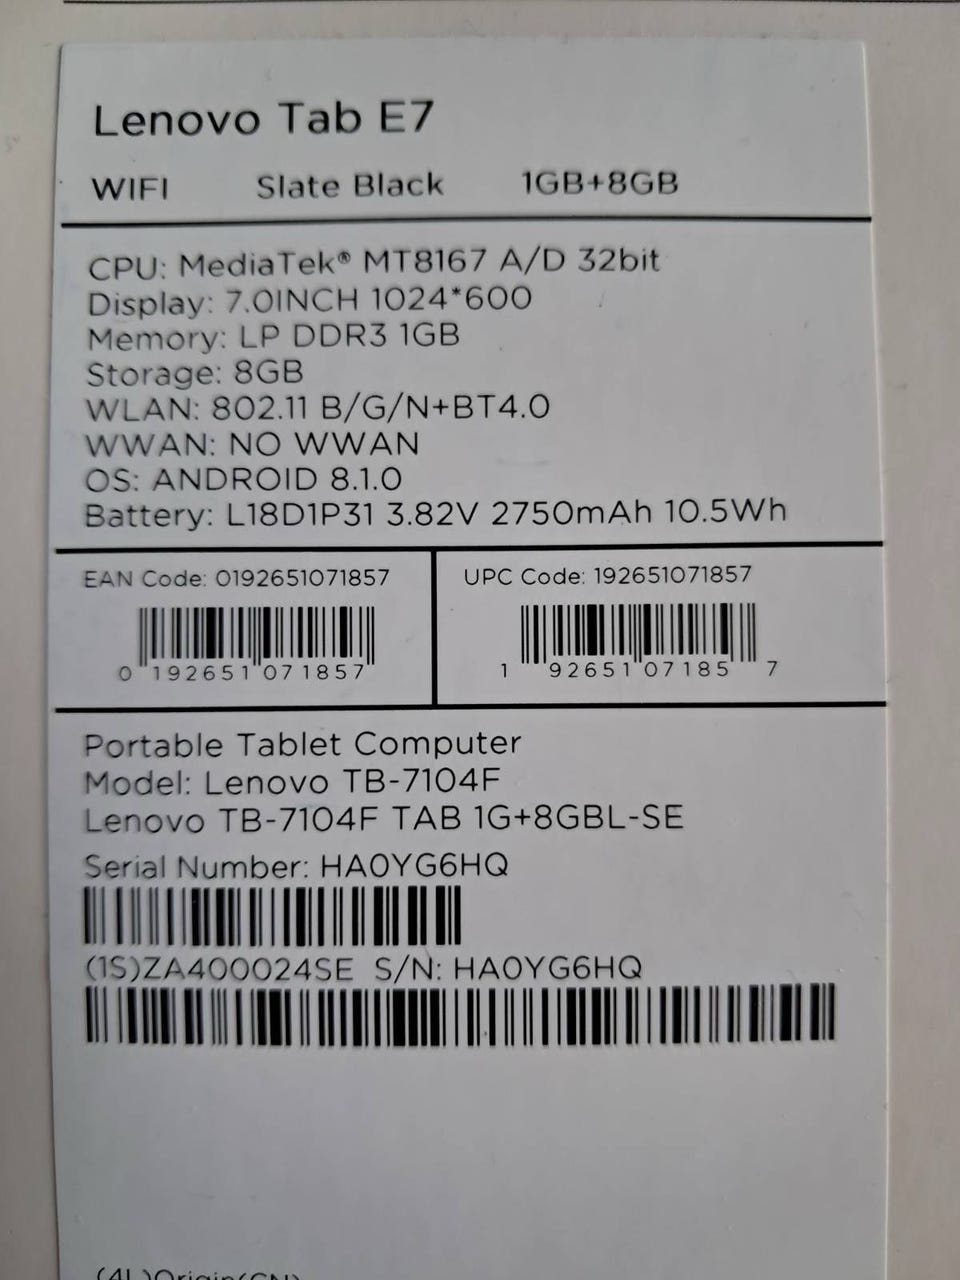 Lenovo Tab E7
WIFI Slate Black 1GB+8GB
CPU: MediaTek® MT8167 A/D 32bit
Display: 7.0INCH 1024*600
Memory: LP DDR3 1GB
Storage: 8GB
WLAN: 802.11 B/G/N+BT4.0
WWAN: NO WWAN
OS: ANDROID 8.1.0
Battery: L18D1P31 3.82V 2750mAh 10.5Wh
EAN Code: 0192651071857
0 192651 071857
UPC Code: 192651071857
1 92651 07185 7
Portable Tablet Computer
Model: Lenovo TB-7104F
Lenovo TB-7104F TAB 1G+8GBL-SE
Serial Number: HA0YG6HQ
(1S)ZA400024SE S/N: HA0YG6HQ
(4L)Origin(CN)